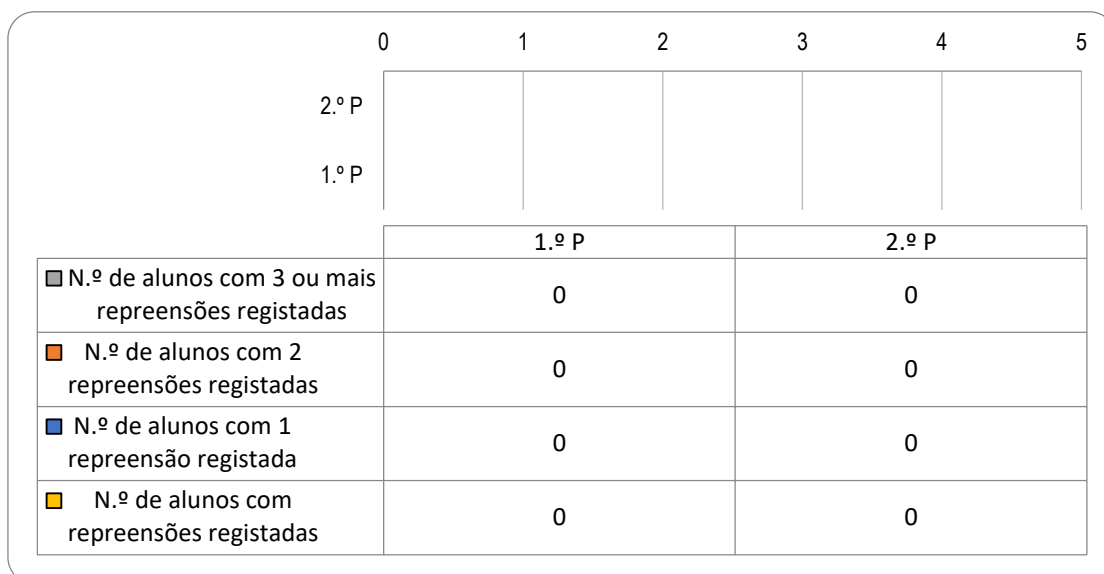 0 1 2 3 4 5
2.º P
1.º P
1.º P 2.º P
N.º de alunos com 3 ou mais
repreensões registadas
0 0
N.º de alunos com 2
repreensões registadas
0 0
N.º de alunos com 1
repreensão registada
0 0
N.º de alunos com
repreensões registadas
0 0